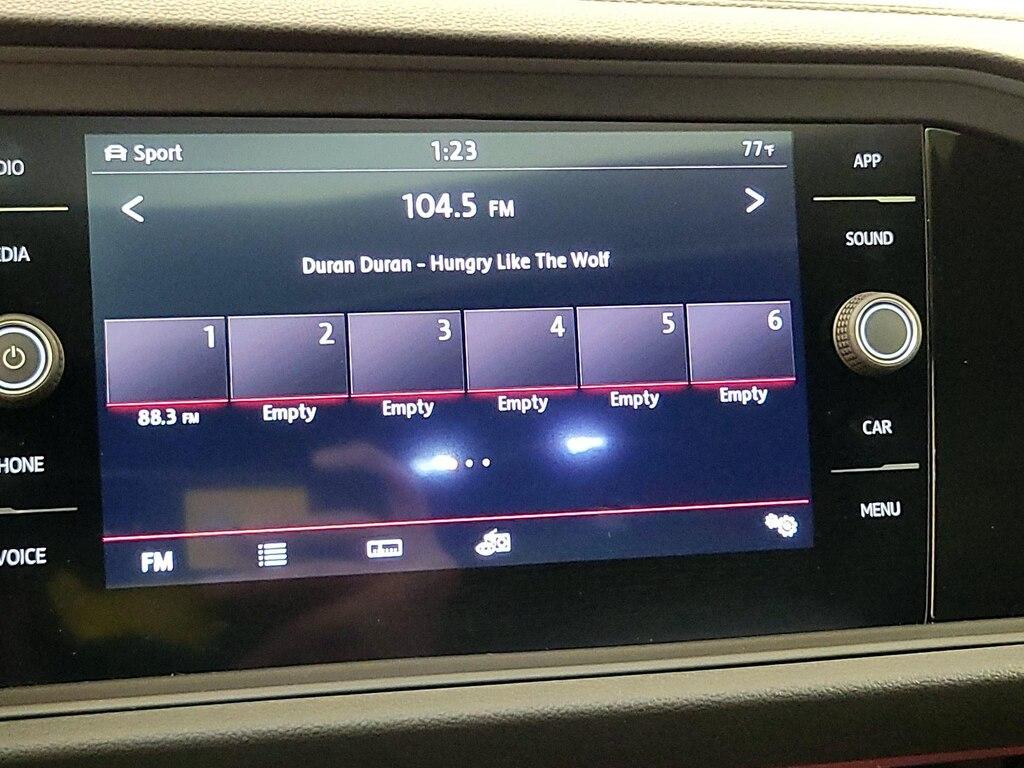 Sport 1:23 77°F
< 104.5 FM >
Duran Duran - Hungry Like The Wolf
1 2 3 4 5 6
88.3 FM Empty Empty Empty Empty Empty
FM
DIO
EDIA
HONE
VOICE
APP
SOUND
CAR
MENU